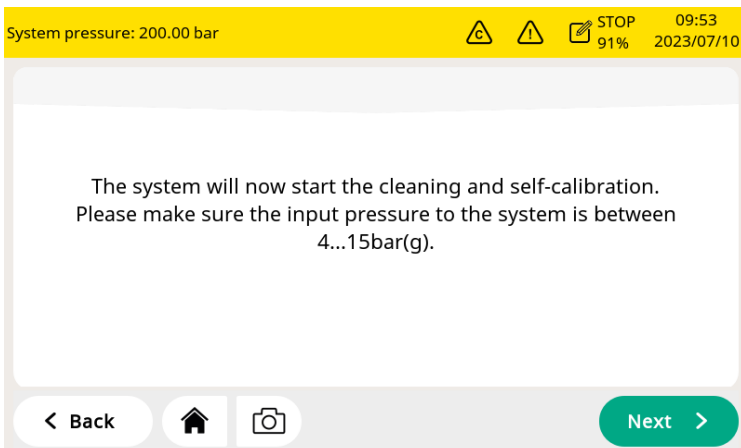 System pressure: 200.00 bar
C
!
STOP
91%
09:53
2023/07/10
The system will now start the cleaning and self-calibration.
Please make sure the input pressure to the system is between
4...15bar(g).
Back
Next